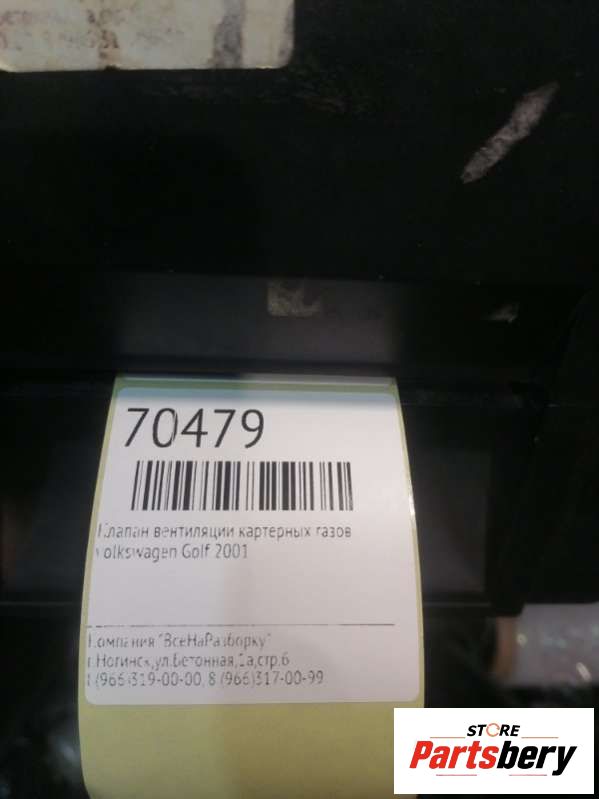 70479
Клапан вентиляции картерных газов
Volkswagen Golf 2001
Компания "ВсеНаРазборку"
г.Ногинск,ул.Бетонная,1а,стр.6
8 (966)319-00-00, 8 (966)317-00-99
STORE
Partsbery